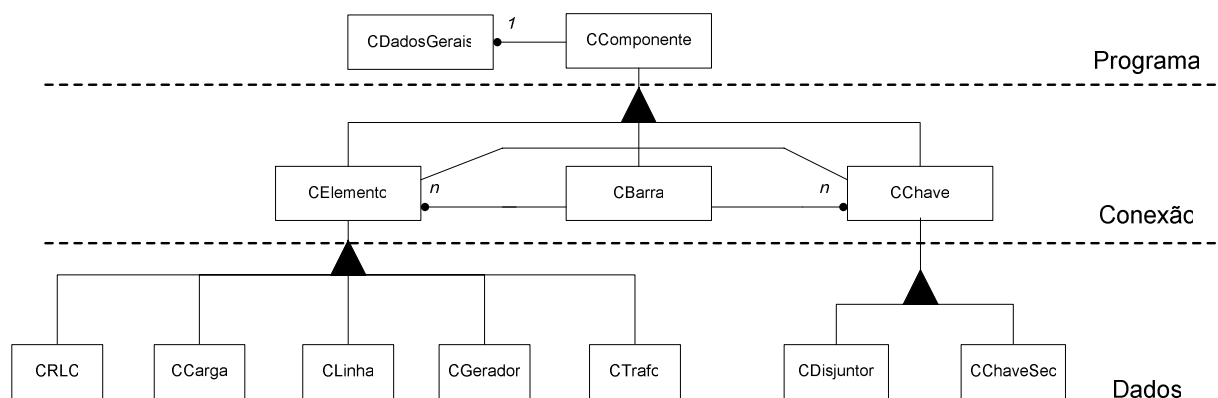 1
CDadosGerais
CComponente
Programa
CElemento
n
CBarra
n
CChave
Conexão
CRLC
CCarga
CLinha
CGerador
CTrafo
CDisjuntor
CChaveSec
Dados